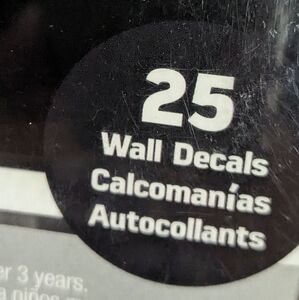 25
Wall Decals
Calcomanías
Autocollants
3 years.
niños